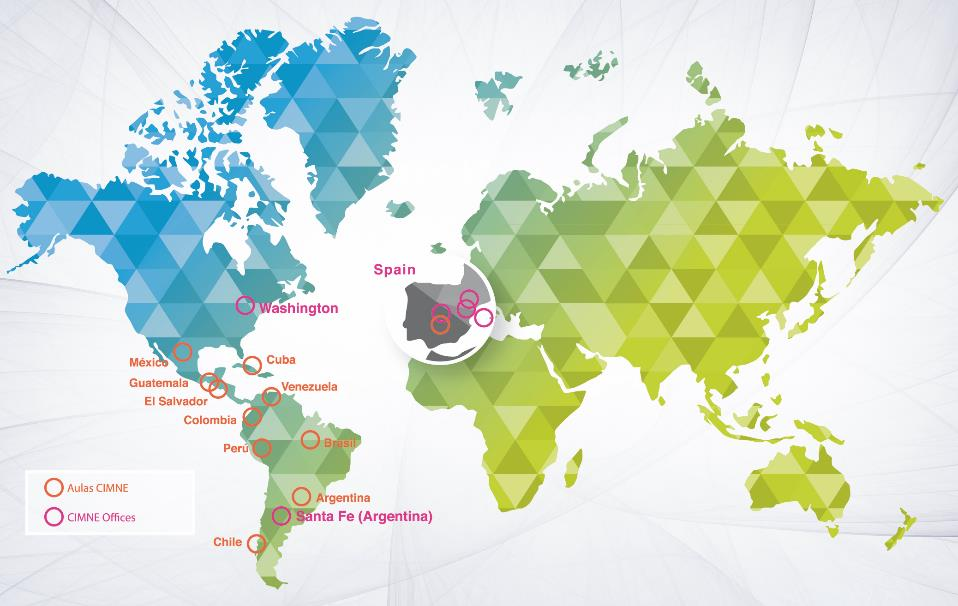 Spain
Washington
México
Cuba
Guatemala
Venezuela
El Salvador
Colombia
Brasil
Perú
Aulas CIMNE
Argentina
CIMNE Offices
Santa Fe (Argentina)
Chile